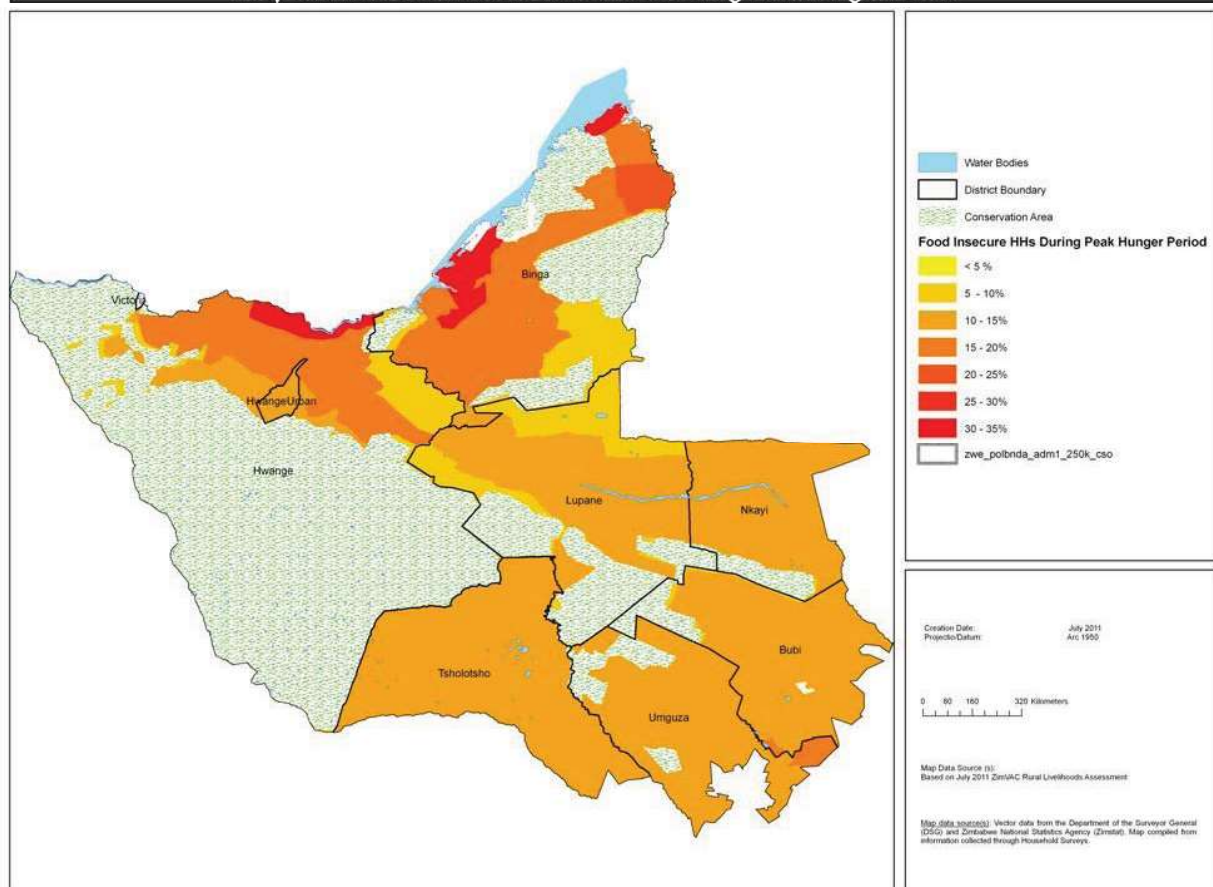 Victoria
Binga
HwangeUrban
Hwange
Lupane
Nkayi
Tsholotsho
Umguza
Bubi
Water Bodies
District Boundary
Conservation Area
Food Insecure HHs During Peak Hunger Period
< 5 %
5 - 10%
10 - 15%
15 - 20%
20 - 25%
25 - 30%
30 - 35%
zwe_polbnda_adm1_250k_cso
Creation Date: July 2011
Projectio/Datum: Arc 1950
0 80 160 320 Kilometers
Map Data Source (s):
Based on July 2011 ZimVAC Rural Livelihoods Assessment
Map data source(s): Vector data from the Department of the Surveyor General
(DSG) and Zimbabwe National Statistics Agency (Zimstat). Map compiled from
information collected through Household Surveys.